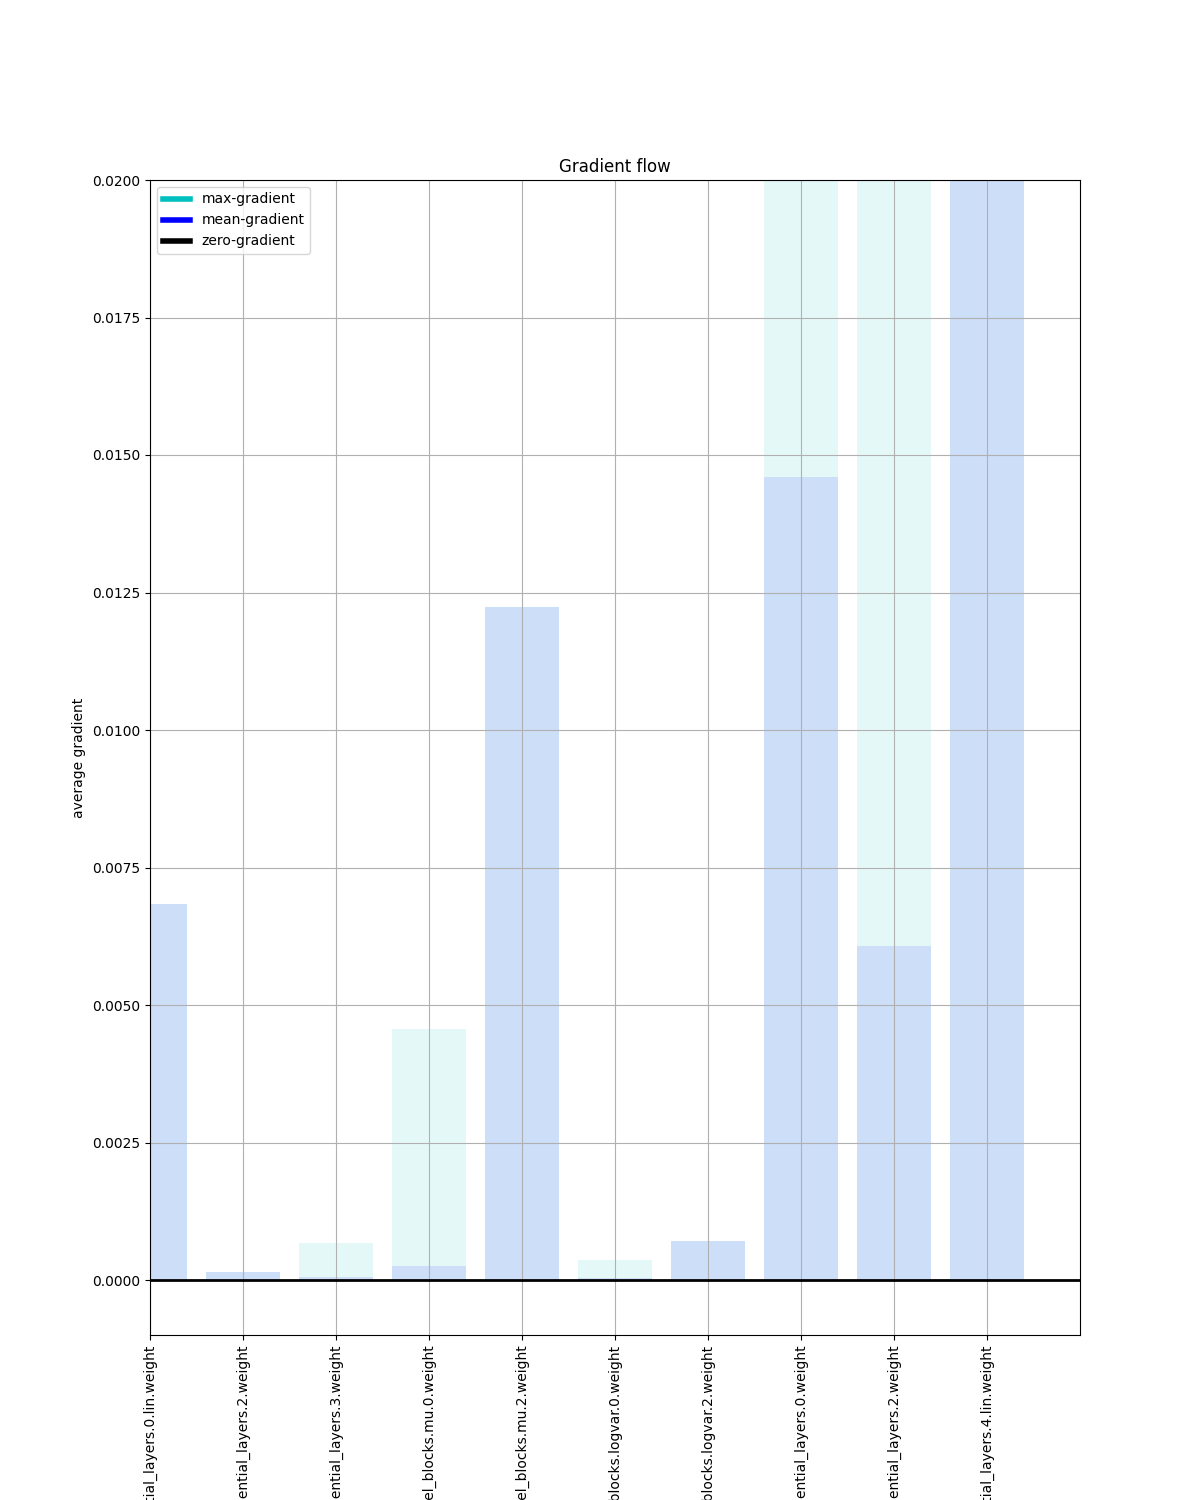 Gradient flow
max-gradient
mean-gradient
zero-gradient
0.0200
0.0175
0.0150
0.0125
0.0100
0.0075
0.0050
0.0025
0.0000
average gradient
tial_layers.0.lin.weight
ential_layers.2.weight
ential_layers.3.weight
el_blocks.mu.0.weight
el_blocks.mu.2.weight
blocks.logvar.0.weight
blocks.logvar.2.weight
ential_layers.0.weight
ential_layers.2.weight
tial_layers.4.lin.weight